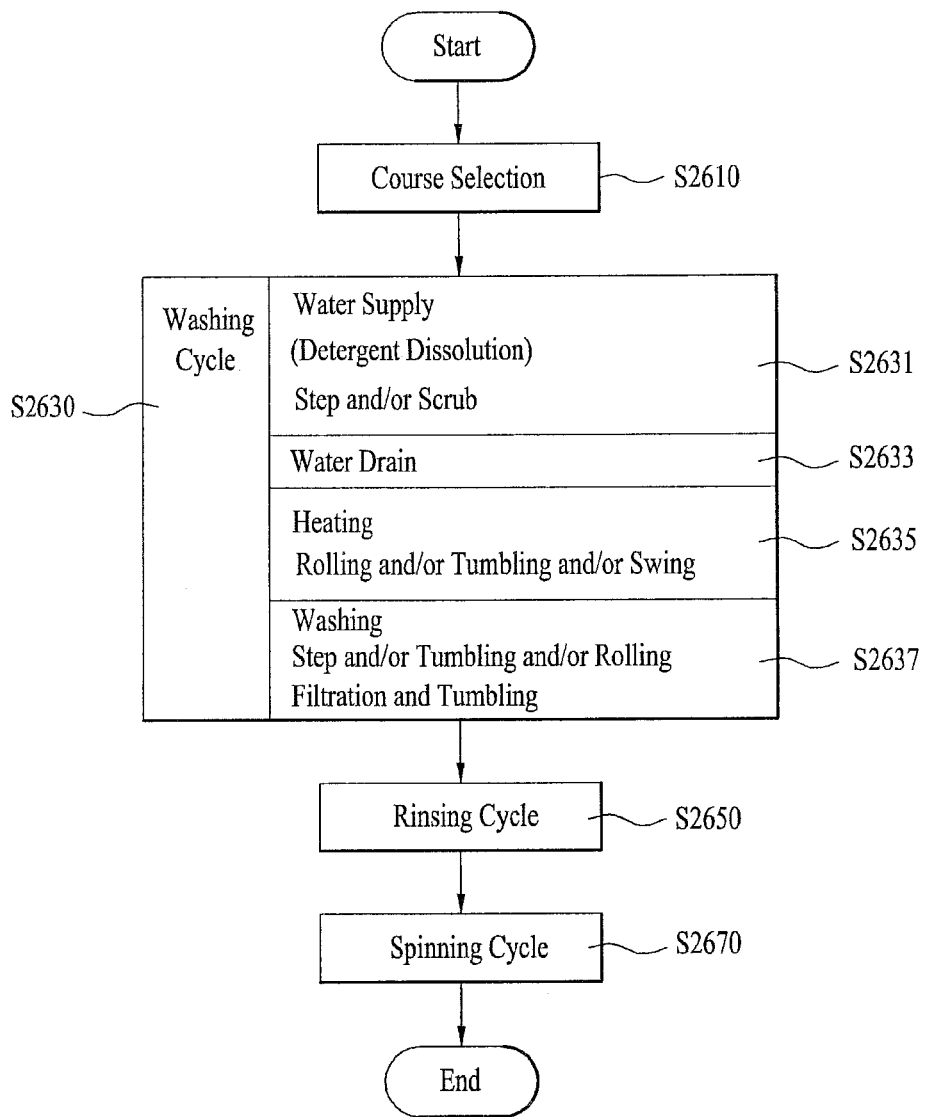 Start
Course Selection
S2610
Washing
Cycle
S2630
Water Supply
(Detergent Dissolution)
Step and/or Scrub
S2631
Water Drain
S2633
Heating
Rolling and/or Tumbling and/or Swing
S2635
Washing
Step and/or Tumbling and/or Rolling
Filtration and Tumbling
S2637
Rinsing Cycle
S2650
Spinning Cycle
S2670
End